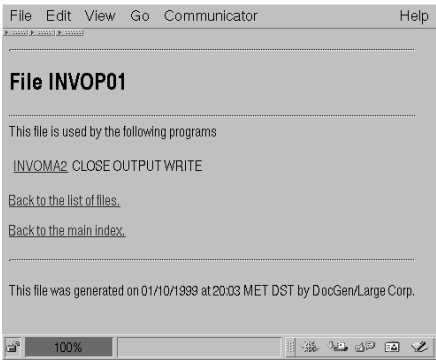 File Edit View Go Communicator Help
File INVOP01
This file is used by the following programs
INVOMA2 CLOSE OUTPUT WRITE
Back to the list of files.
Back to the main index.
This file was generated on 01/10/1999 at 20:03 MET DST by DocGen/Large Corp.
100%